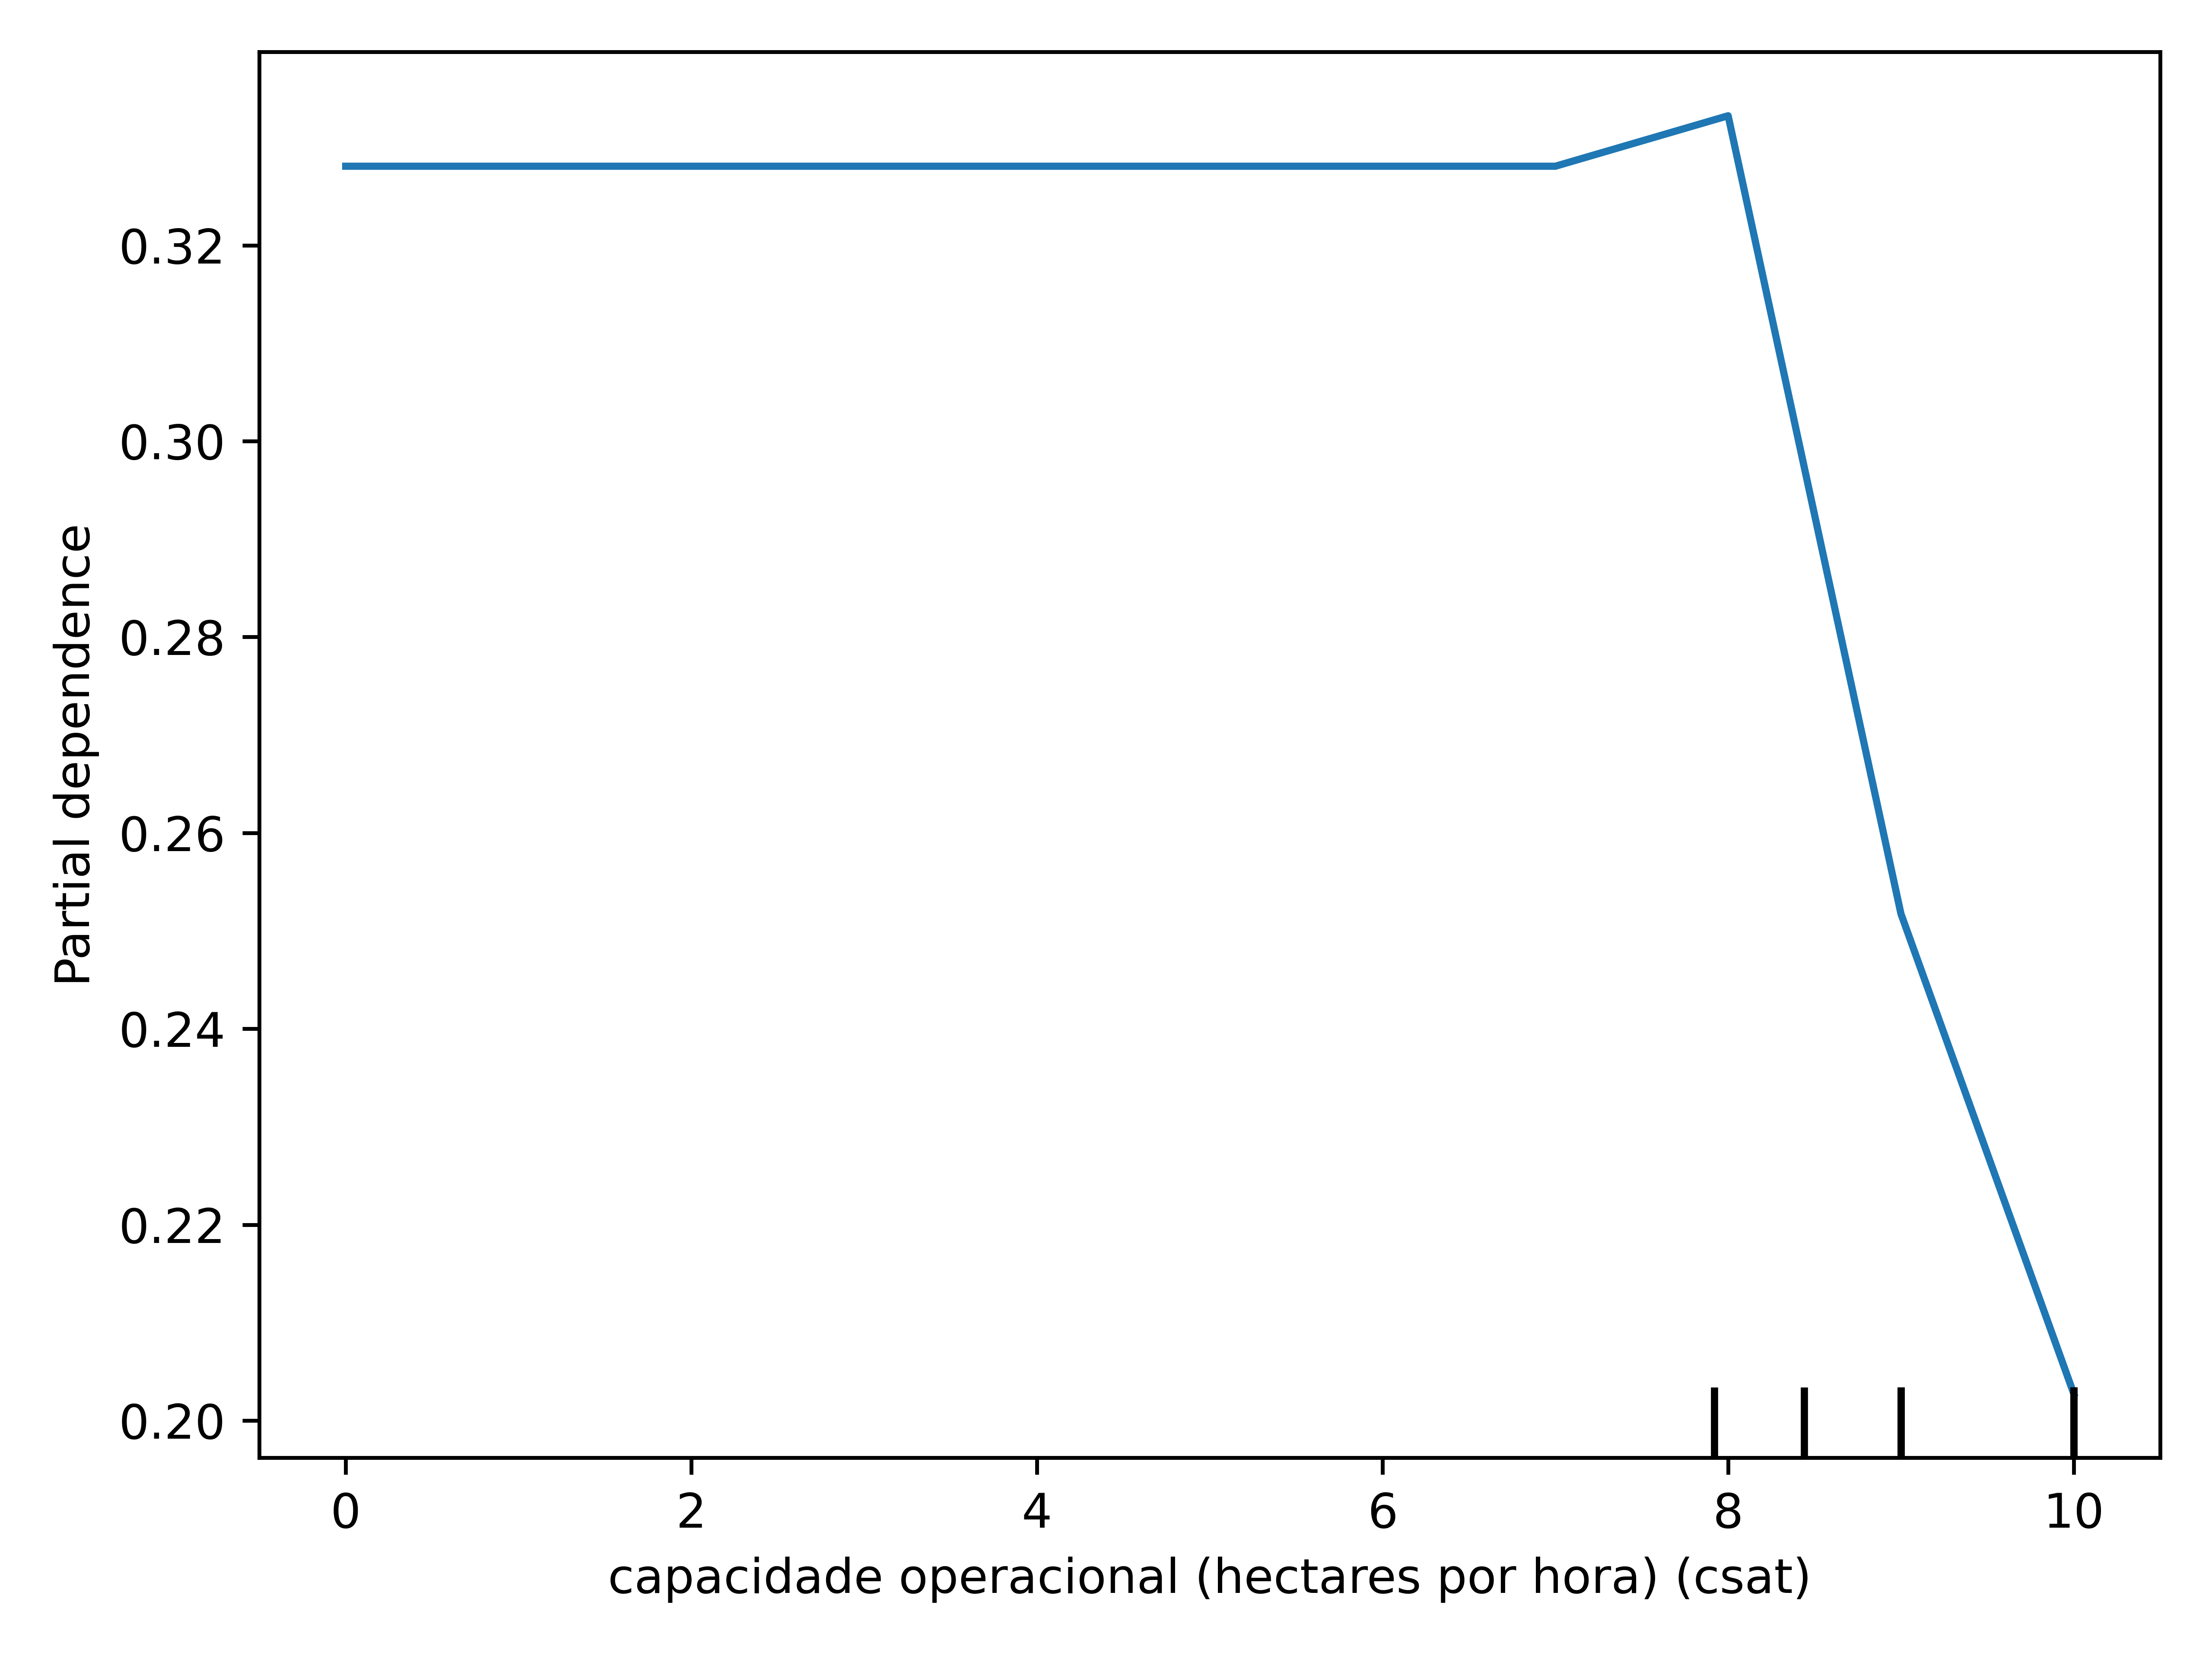 Partial dependence
0.32
0.30
0.28
0.26
0.24
0.22
0.20
0 2 4 6 8 10
capacidade operacional (hectares por hora) (csat)